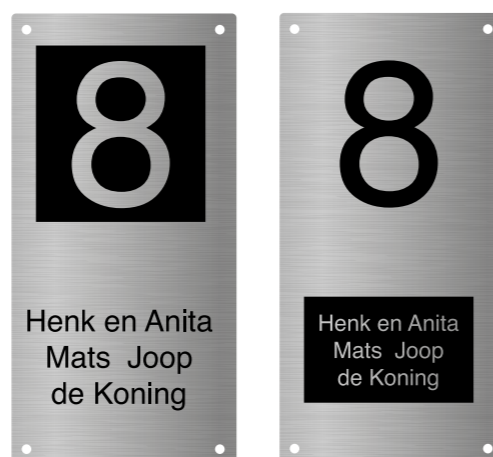 8
Henk en Anita
Mats  Joop
de Koning
8
Henk en Anita
Mats  Joop
de Koning